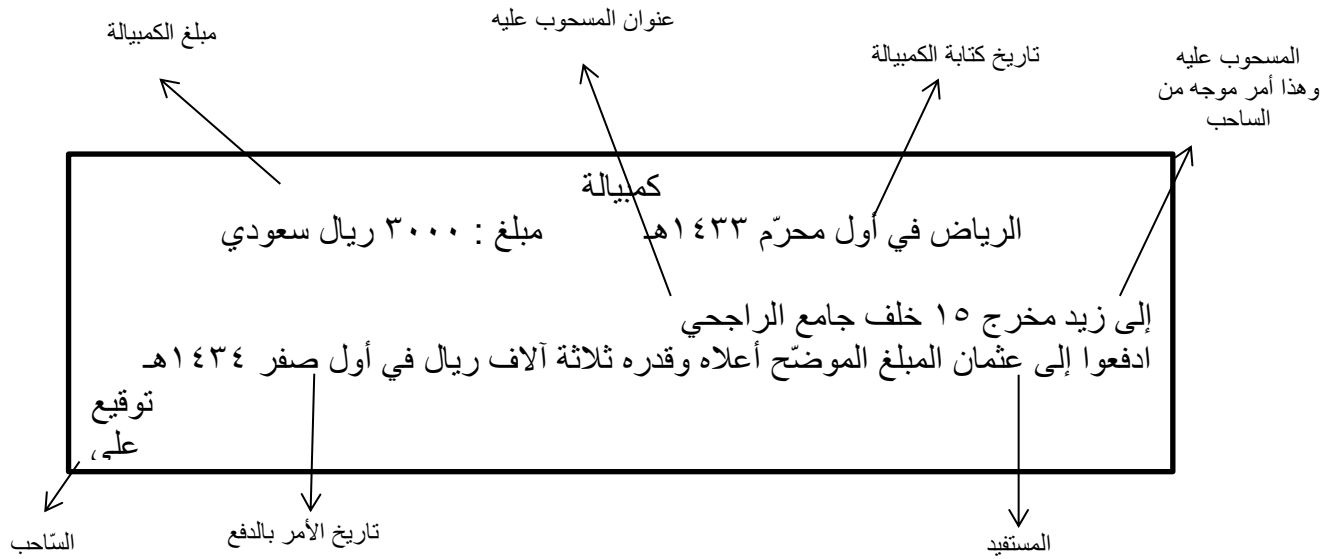 عنوان المسحوب عليه
مبلغ الكمبيالة
تاريخ كتابة الكمبيالة
المسحوب عليه
وهذا أمر موجه من
الساحب
كمبيالة
الرياض في أول محرّم ١٤٣٣هـ مبلغ : ٣٠٠٠ ريال سعودي
إلى زيد مخرج ١٥ خلف جامع الراجحي
ادفعوا إلى عثمان المبلغ الموضّح أعلاه وقدره ثلاثة آلاف ريال في أول صفر ١٤٣٤هـ
توقيع
علي
المستفيد
تاريخ الأمر بالدفع
السّاحب